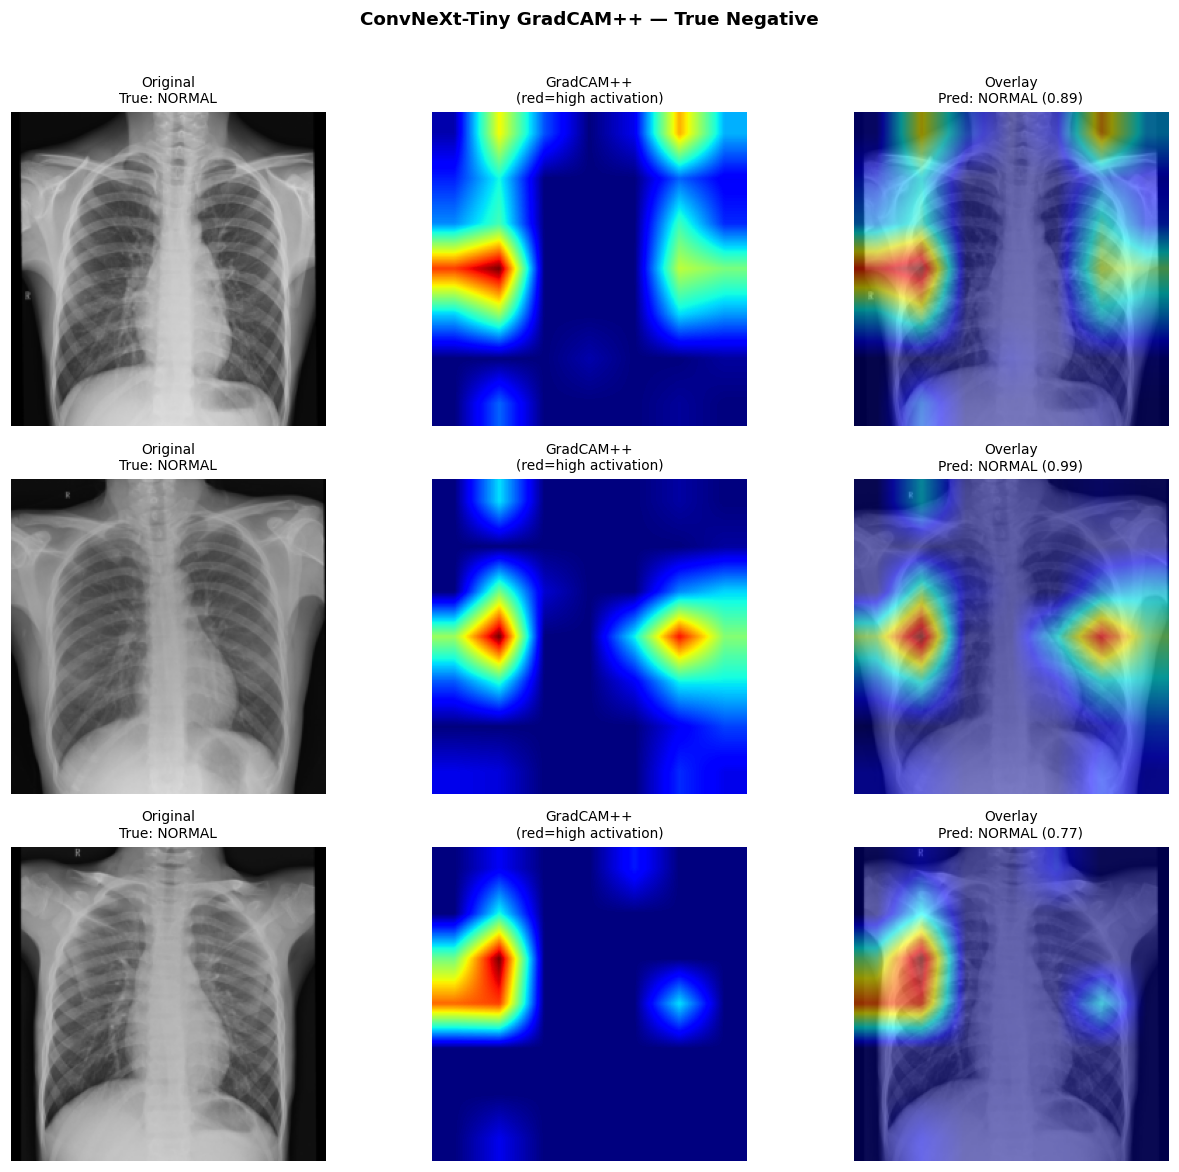 ConvNeXt-Tiny GradCAM++ — True Negative
Original
True: NORMAL
GradCAM++
(red=high activation)
Overlay
Pred: NORMAL (0.89)
Original
True: NORMAL
GradCAM++
(red=high activation)
Overlay
Pred: NORMAL (0.99)
Original
True: NORMAL
GradCAM++
(red=high activation)
Overlay
Pred: NORMAL (0.77)